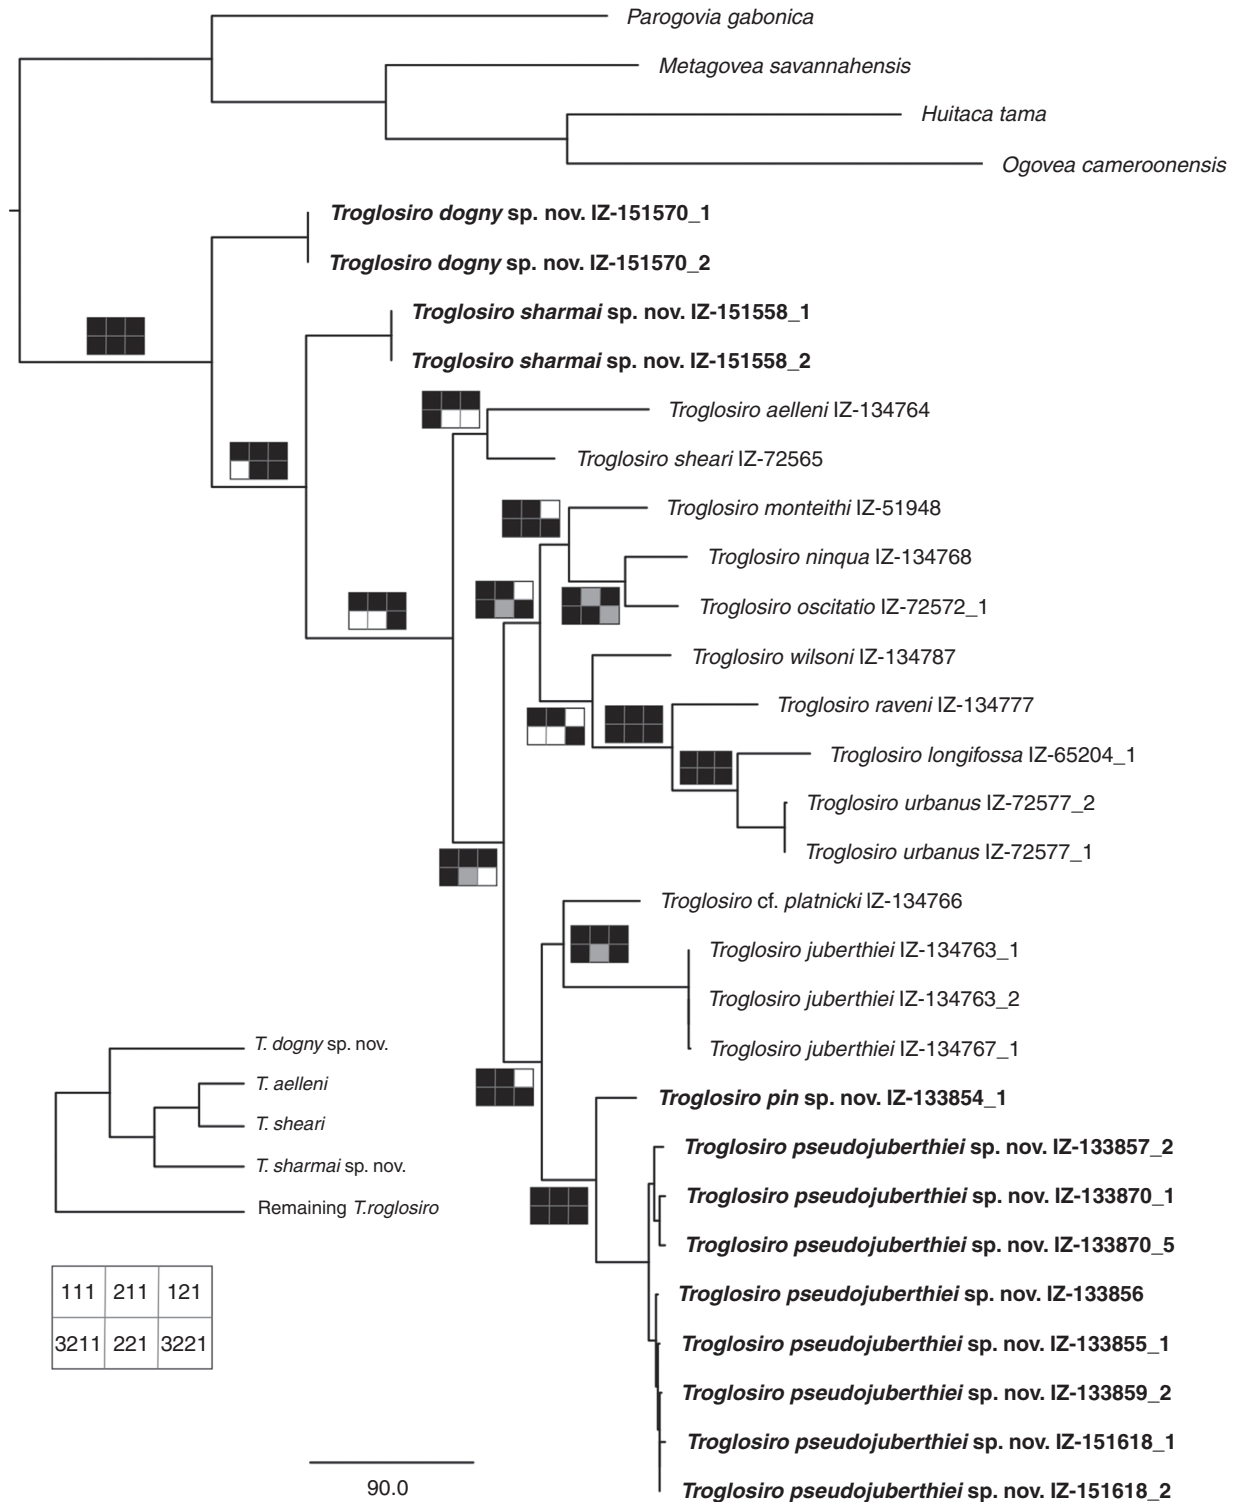 Parogovia gabonica
Metagovea savannahensis
Huitaca tama
Ogovea cameroonensis
Troglosiro dogny sp. nov. IZ-151570_1
Troglosiro dogny sp. nov. IZ-151570_2
Troglosiro sharmai sp. nov. IZ-151558_1
Troglosiro sharmai sp. nov. IZ-151558_2
Troglosiro aelleni IZ-134764
Troglosiro sheari IZ-72565
Troglosiro monteithi IZ-51948
Troglosiro ninqua IZ-134768
Troglosiro oscitatio IZ-72572_1
Troglosiro wilsoni IZ-134787
Troglosiro raveni IZ-134777
Troglosiro longifossa IZ-65204_1
Troglosiro urbanus IZ-72577_2
Troglosiro urbanus IZ-72577_1
Troglosiro cf. platnicki IZ-134766
Troglosiro juberthiei IZ-134763_1
Troglosiro juberthiei IZ-134763_2
Troglosiro juberthiei IZ-134767_1
Troglosiro pin sp. nov. IZ-133854_1
Troglosiro pseudojuberthiei sp. nov. IZ-133857_2
Troglosiro pseudojuberthiei sp. nov. IZ-133870_1
Troglosiro pseudojuberthiei sp. nov. IZ-133870_5
Troglosiro pseudojuberthiei sp. nov. IZ-133856
Troglosiro pseudojuberthiei sp. nov. IZ-133855_1
Troglosiro pseudojuberthiei sp. nov. IZ-133859_2
Troglosiro pseudojuberthiei sp. nov. IZ-151618_1
Troglosiro pseudojuberthiei sp. nov. IZ-151618_2
T. dogny sp. nov.
T. aelleni
T. sheari
T. sharmai sp. nov.
Remaining T.roglosiro
111 211 121
3211 221 3221
90.0